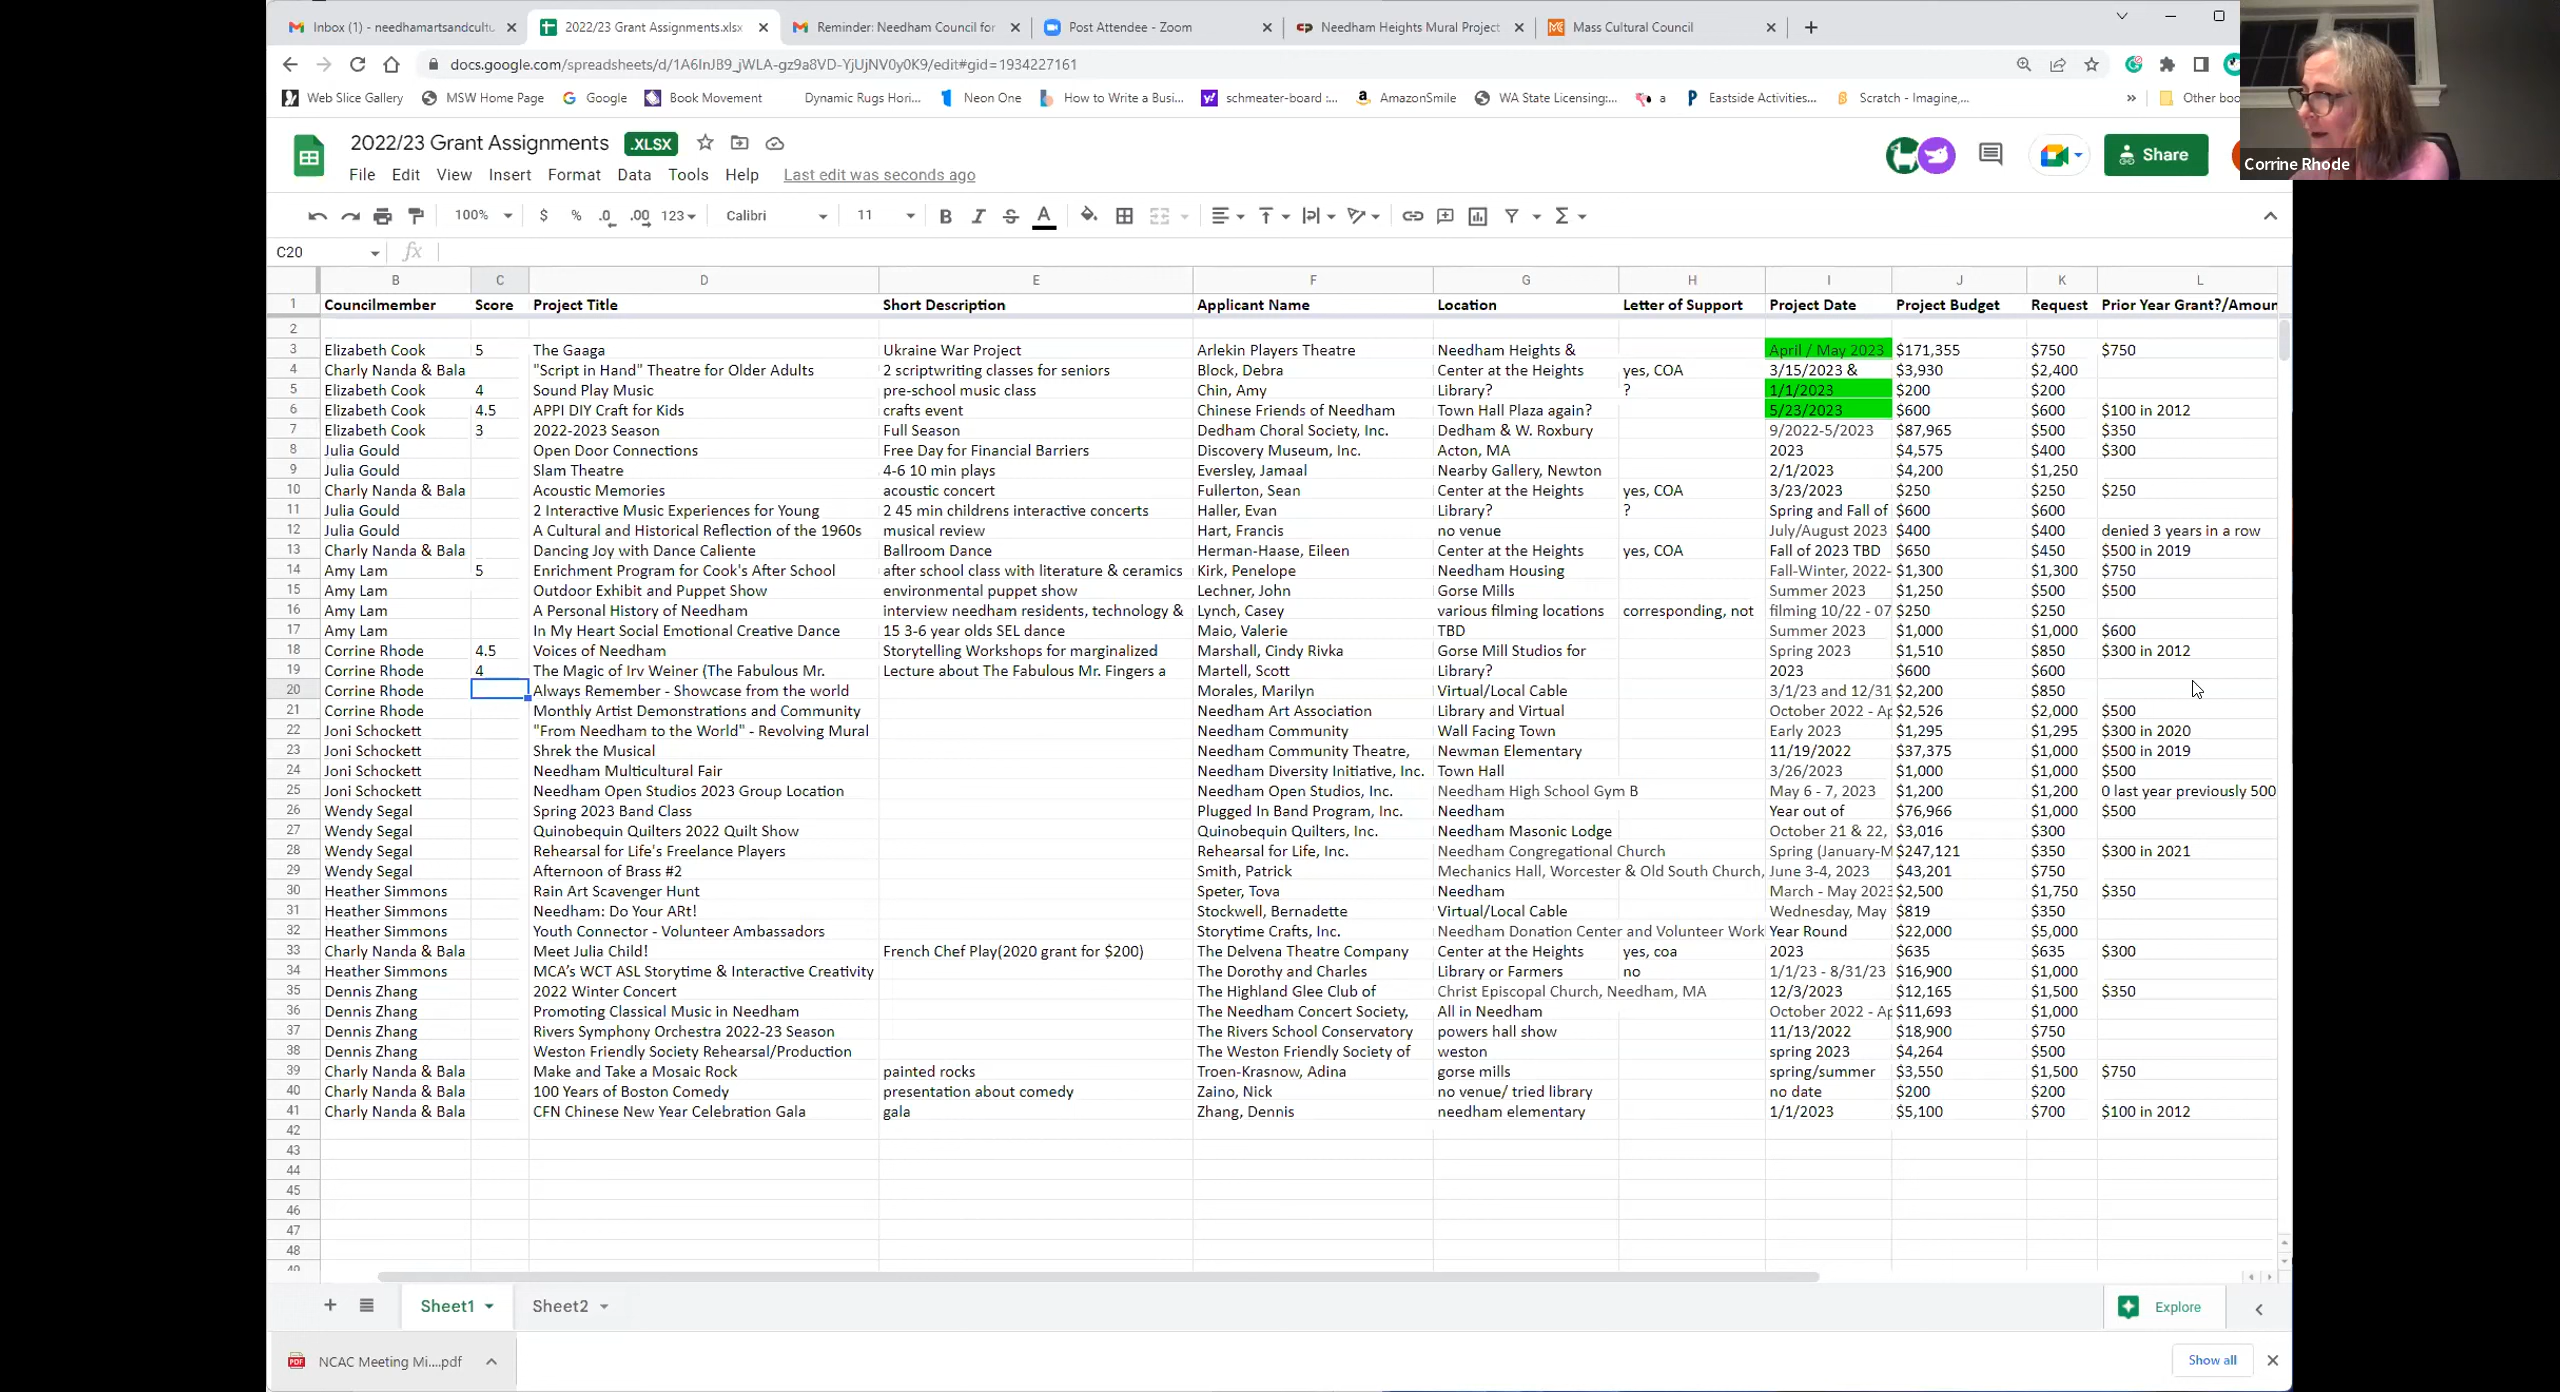 Inbox (1) - needhamartsandcultu
2022/23 Grant Assignments.xlsx
Reminder: Needham Council for
Post Attendee - Zoom
Needham Heights Mural Project
Mass Cultural Council
docs.google.com/spreadsheets/d/1A6InJB9_jWLA-gz9a8VD-YjUjNV0y0K9/edit#gid=1934227161
Web Slice Gallery MSW Home Page Google Book Movement Dynamic Rugs Hori... Neon One How to Write a Busi... schmeater-board :... AmazonSmile WA State Licensing:... a Eastside Activities... Scratch - Imagine,... » Other boo
Corrine Rhode
2022/23 Grant Assignments .XLSX
Share
File Edit View Insert Format Data Tools Help Last edit was seconds ago
100% $ % .0 .00 123 Calibri 11 B I S A
C20 fx
B C D E F G H I J K L
1 Councilmember Score Project Title Short Description Applicant Name Location Letter of Support Project Date Project Budget Request Prior Year Grant?/Amoun
2
3 Elizabeth Cook 5 The Gaaga Ukraine War Project Arlekin Players Theatre Needham Heights & April / May 2023 $171,355 $750 $750
4 Charly Nanda & Bala "Script in Hand" Theatre for Older Adults 2 scriptwriting classes for seniors Block, Debra Center at the Heights yes, COA 3/15/2023 & $3,930 $2,400
5 Elizabeth Cook 4 Sound Play Music pre-school music class Chin, Amy Library? ? 1/1/2023 $200 $200
6 Elizabeth Cook 4.5 APPI DIY Craft for Kids crafts event Chinese Friends of Needham Town Hall Plaza again? 5/23/2023 $600 $600 $100 in 2012
7 Elizabeth Cook 3 2022-2023 Season Full Season Dedham Choral Society, Inc. Dedham & W. Roxbury 9/2022-5/2023 $87,965 $500 $350
8 Julia Gould Open Door Connections Free Day for Financial Barriers Discovery Museum, Inc. Acton, MA 2023 $4,575 $400 $300
9 Julia Gould Slam Theatre 4-6 10 min plays Eversley, Jamaal Nearby Gallery, Newton 2/1/2023 $4,200 $1,250
10 Charly Nanda & Bala Acoustic Memories acoustic concert Fullerton, Sean Center at the Heights yes, COA 3/23/2023 $250 $250 $250
11 Julia Gould 2 Interactive Music Experiences for Young 2 45 min childrens interactive concerts Haller, Evan Library? ? Spring and Fall of $600 $600
12 Julia Gould A Cultural and Historical Reflection of the 1960s musical review Hart, Francis no venue July/August 2023 $400 $400 denied 3 years in a row
13 Charly Nanda & Bala Dancing Joy with Dance Caliente Ballroom Dance Herman-Haase, Eileen Center at the Heights yes, COA Fall of 2023 TBD $650 $450 $500 in 2019
14 Amy Lam 5 Enrichment Program for Cook's After School after school class with literature & ceramics Kirk, Penelope Needham Housing Fall-Winter, 2022- $1,300 $1,300 $750
15 Amy Lam Outdoor Exhibit and Puppet Show environmental puppet show Lechner, John Gorse Mills Summer 2023 $1,250 $500 $500
16 Amy Lam A Personal History of Needham interview needham residents, technology & Lynch, Casey various filming locations corresponding, not filming 10/22 - 07 $250 $250
17 Amy Lam In My Heart Social Emotional Creative Dance 15 3-6 year olds SEL dance Maio, Valerie TBD Summer 2023 $1,000 $1,000 $600
18 Corrine Rhode 4.5 Voices of Needham Storytelling Workshops for marginalized Marshall, Cindy Rivka Gorse Mill Studios for Spring 2023 $1,510 $850 $300 in 2012
19 Corrine Rhode 4 The Magic of Irv Weiner (The Fabulous Mr. Lecture about The Fabulous Mr. Fingers a Martell, Scott Library? 2023 $600 $600
20 Corrine Rhode Always Remember - Showcase from the world Morales, Marilyn Virtual/Local Cable 3/1/23 and 12/31 $2,200 $850
21 Corrine Rhode Monthly Artist Demonstrations and Community Needham Art Association Library and Virtual October 2022 - Ap $2,526 $2,000 $500
22 Joni Schockett "From Needham to the World" - Revolving Mural Needham Community Wall Facing Town Early 2023 $1,295 $1,295 $300 in 2020
23 Joni Schockett Shrek the Musical Needham Community Theatre, Newman Elementary 11/19/2022 $37,375 $1,000 $500 in 2019
24 Joni Schockett Needham Multicultural Fair Needham Diversity Initiative, Inc. Town Hall 3/26/2023 $1,000 $1,000 $500
25 Joni Schockett Needham Open Studios 2023 Group Location Needham Open Studios, Inc. Needham High School Gym B May 6 - 7, 2023 $1,200 $1,200 0 last year previously 500
26 Wendy Segal Spring 2023 Band Class Plugged In Band Program, Inc. Needham Year out of $76,966 $1,000 $500
27 Wendy Segal Quinobequin Quilters 2022 Quilt Show Quinobequin Quilters, Inc. Needham Masonic Lodge October 21 & 22, $3,016 $300
28 Wendy Segal Rehearsal for Life's Freelance Players Rehearsal for Life, Inc. Needham Congregational Church Spring (January-M $247,121 $350 $300 in 2021
29 Wendy Segal Afternoon of Brass #2 Smith, Patrick Mechanics Hall, Worcester & Old South Church, June 3-4, 2023 $43,201 $750
30 Heather Simmons Rain Art Scavenger Hunt Speter, Tova Needham March - May 2023 $2,500 $1,750 $350
31 Heather Simmons Needham: Do Your ARt! Stockwell, Bernadette Virtual/Local Cable Wednesday, May $819 $350
32 Heather Simmons Youth Connector - Volunteer Ambassadors Storytime Crafts, Inc. Needham Donation Center and Volunteer Work Year Round $22,000 $5,000
33 Charly Nanda & Bala Meet Julia Child! French Chef Play(2020 grant for $200) The Delvena Theatre Company Center at the Heights yes, coa 2023 $635 $635 $300
34 Heather Simmons MCA's WCT ASL Storytime & Interactive Creativity The Dorothy and Charles Library or Farmers no 1/1/23 - 8/31/23 $16,900 $1,000
35 Dennis Zhang 2022 Winter Concert The Highland Glee Club of Christ Episcopal Church, Needham, MA 12/3/2023 $12,165 $1,500 $350
36 Dennis Zhang Promoting Classical Music in Needham The Needham Concert Society, All in Needham October 2022 - Ap $11,693 $1,000
37 Dennis Zhang Rivers Symphony Orchestra 2022-23 Season The Rivers School Conservatory powers hall show 11/13/2022 $18,900 $750
38 Dennis Zhang Weston Friendly Society Rehearsal/Production The Weston Friendly Society of weston spring 2023 $4,264 $500
39 Charly Nanda & Bala Make and Take a Mosaic Rock painted rocks Troen-Krasnow, Adina gorse mills spring/summer $3,550 $1,500 $750
40 Charly Nanda & Bala 100 Years of Boston Comedy presentation about comedy Zaino, Nick no venue/ tried library no date $200 $200
41 Charly Nanda & Bala CFN Chinese New Year Celebration Gala gala Zhang, Dennis needham elementary 1/1/2023 $5,100 $700 $100 in 2012
42
43
44
45
46
47
48
49
Sheet1 Sheet2 Explore
NCAC Meeting Mi....pdf Show all